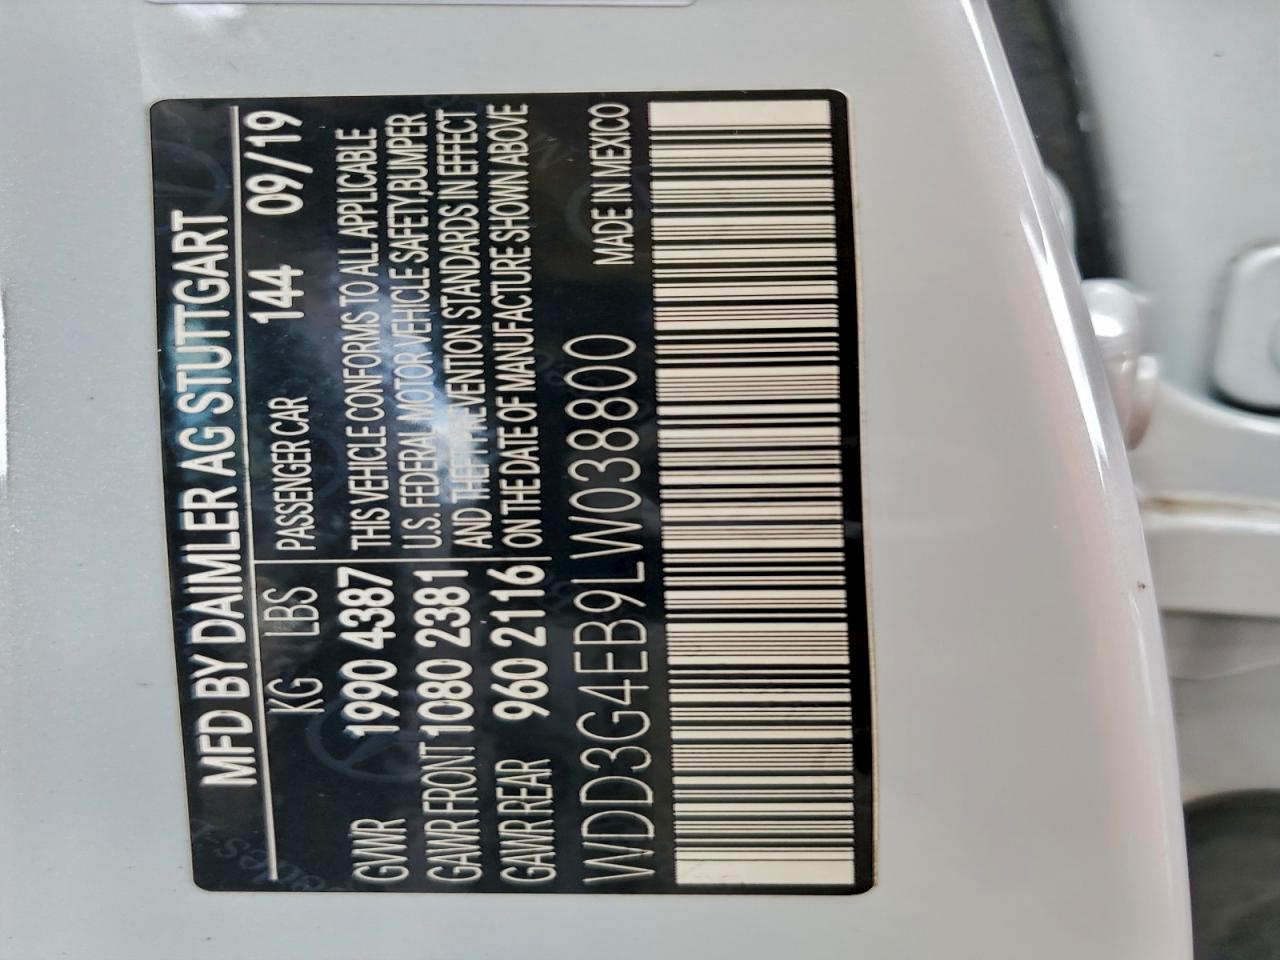 MFD BY DAIMLER AG STUTTGART
KG LBS PASSENGER CAR 144 09/19
GVWR 1990 4387 THIS VEHICLE CONFORMS TO ALL APPLICABLE
GAWR FRONT 1080 2381 U.S. FEDERAL MOTOR VEHICLE SAFETY,BUMPER
AND THEFT PREVENTION STANDARDS IN EFFECT
GAWR REAR 960 2116 ON THE DATE OF MANUFACTURE SHOWN ABOVE
WDD3G4EB9LW038800 MADE IN MEXICO